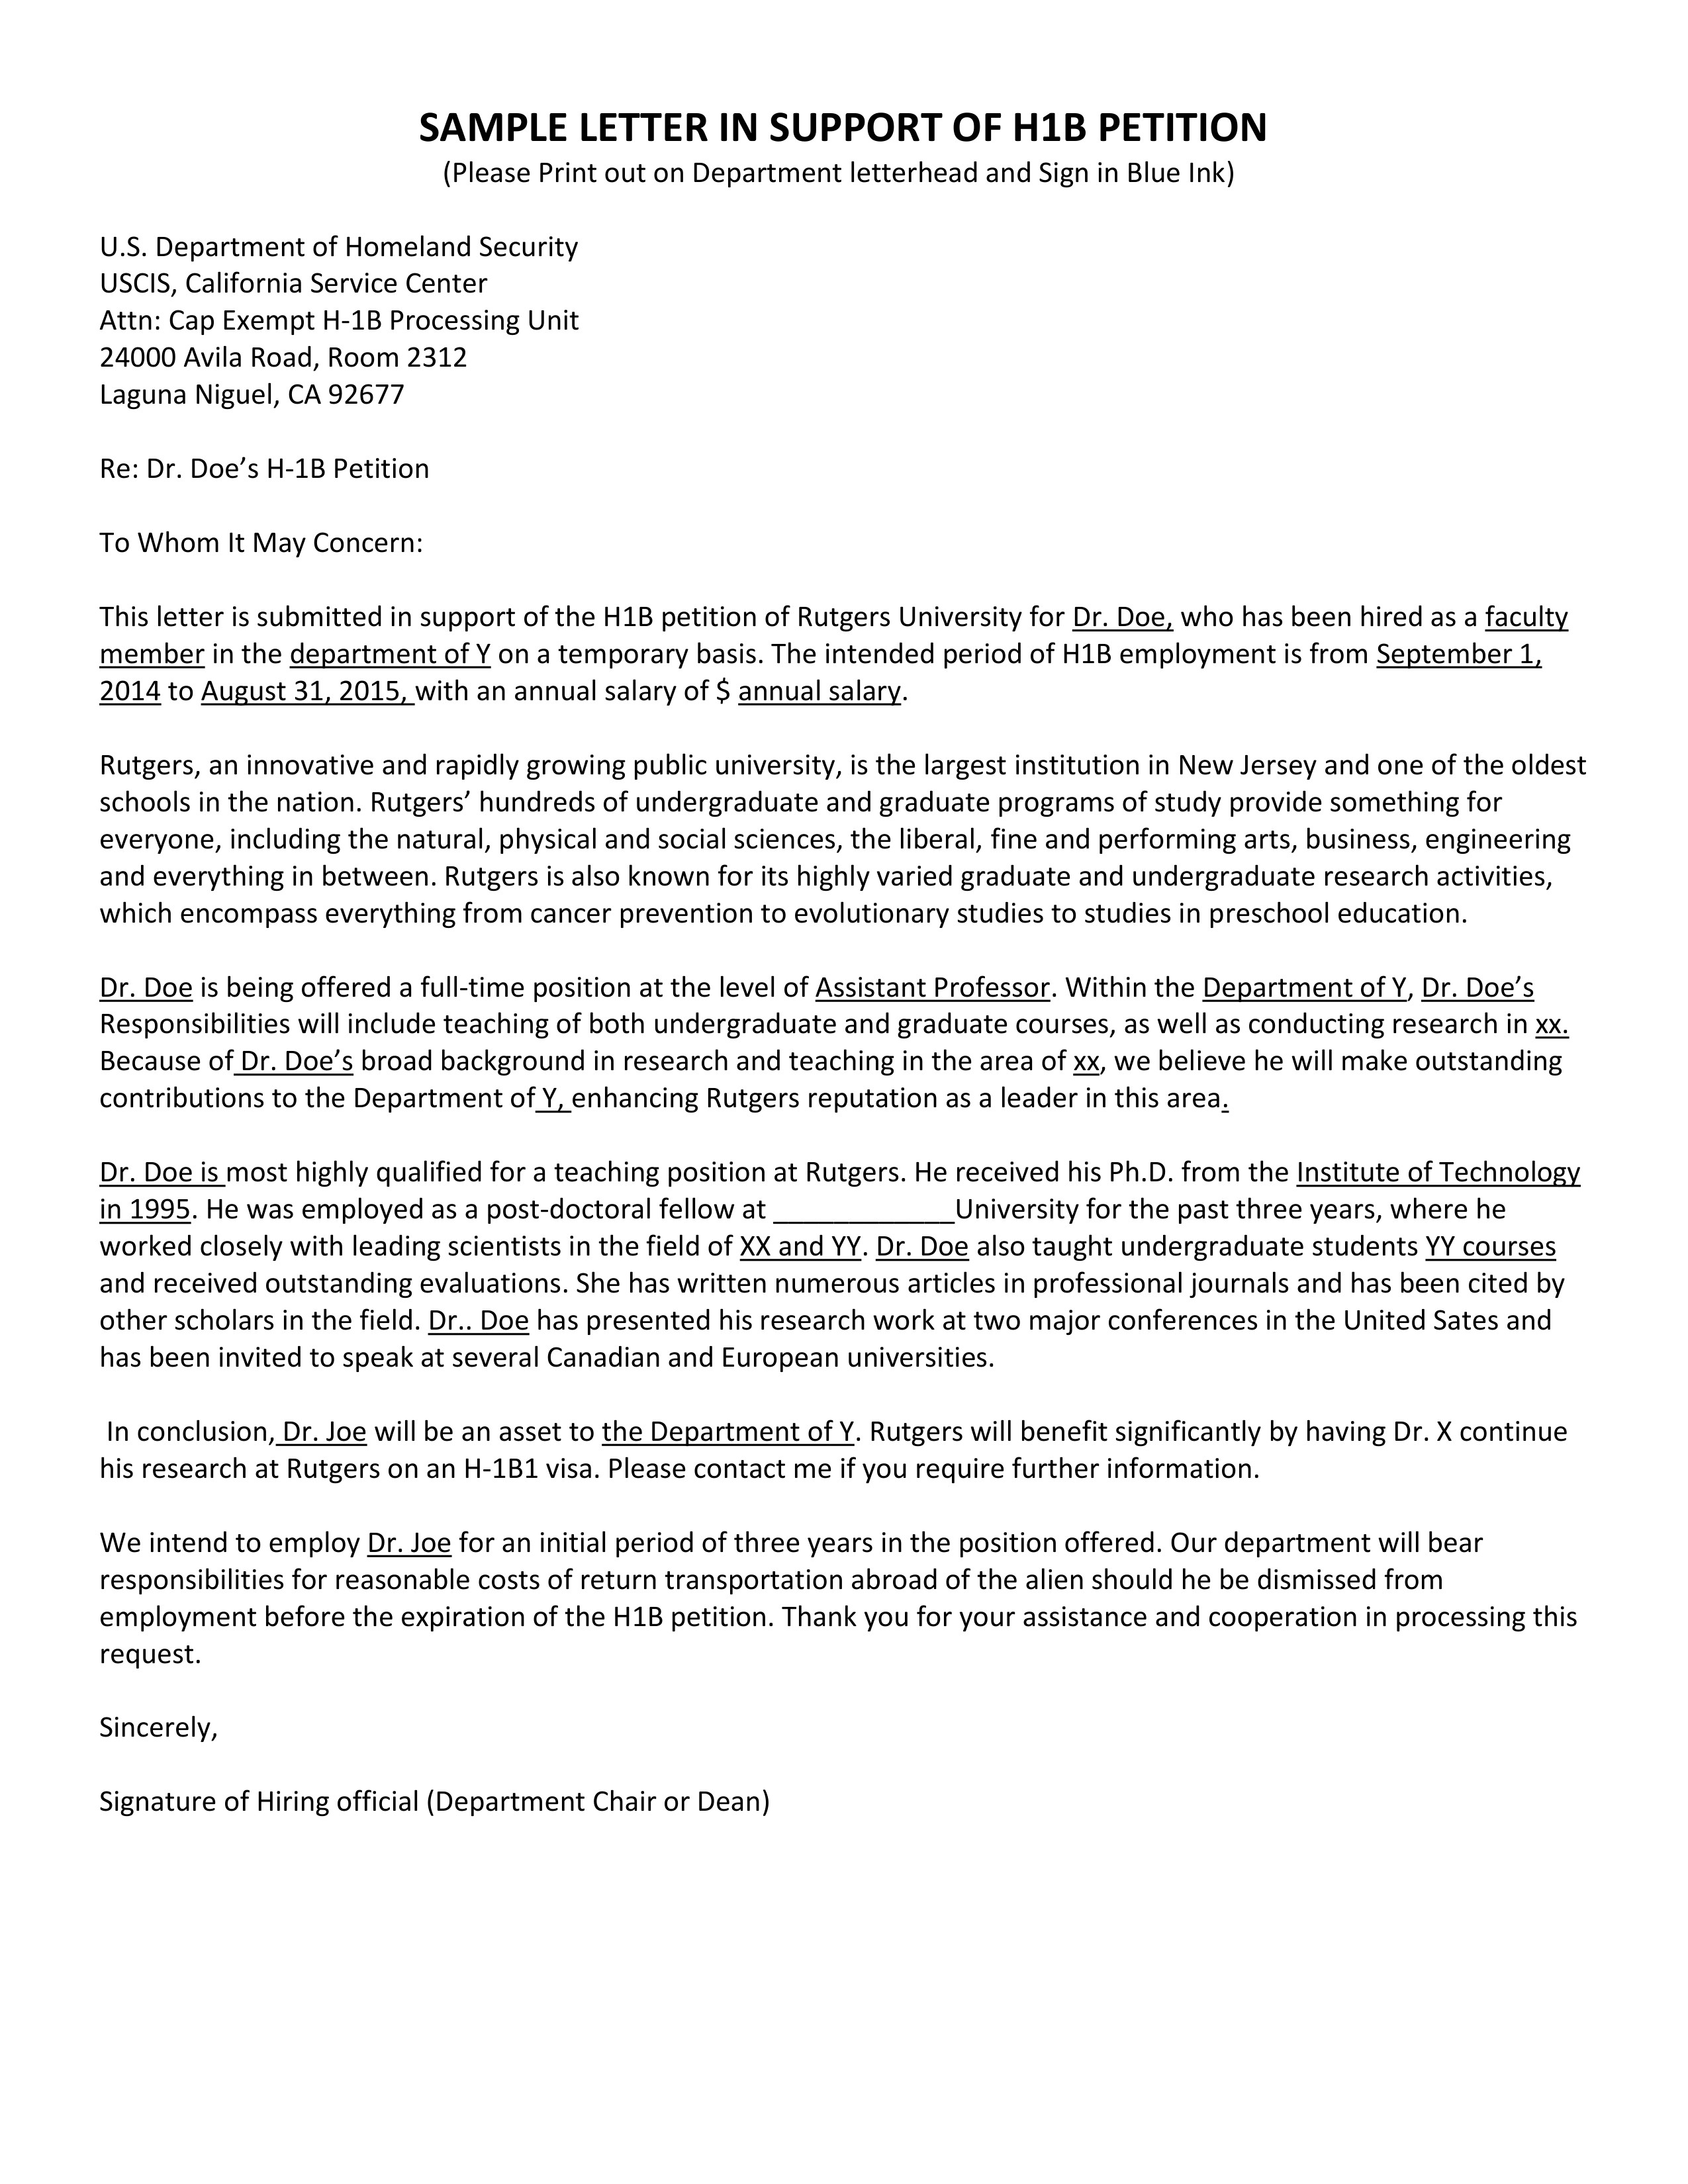 SAMPLE LETTER IN SUPPORT OF H1B PETITION
(Please Print out on Department letterhead and Sign in Blue Ink)
U.S. Department of Homeland Security
USCIS, California Service Center
Attn: Cap Exempt H-1B Processing Unit
24000 Avila Road, Room 2312
Laguna Niguel, CA 92677
Re: Dr. Doe’s H-1B Petition
To Whom It May Concern:
This letter is submitted in support of the H1B petition of Rutgers University for Dr. Doe, who has been hired as a faculty
member in the department of Y on a temporary basis. The intended period of H1B employment is from September 1,
2014 to August 31, 2015, with an annual salary of $ annual salary.
Rutgers, an innovative and rapidly growing public university, is the largest institution in New Jersey and one of the oldest
schools in the nation. Rutgers’ hundreds of undergraduate and graduate programs of study provide something for
everyone, including the natural, physical and social sciences, the liberal, fine and performing arts, business, engineering
and everything in between. Rutgers is also known for its highly varied graduate and undergraduate research activities,
which encompass everything from cancer prevention to evolutionary studies to studies in preschool education.
Dr. Doe is being offered a full-time position at the level of Assistant Professor. Within the Department of Y, Dr. Doe’s
Responsibilities will include teaching of both undergraduate and graduate courses, as well as conducting research in xx.
Because of Dr. Doe’s broad background in research and teaching in the area of xx, we believe he will make outstanding
contributions to the Department of Y, enhancing Rutgers reputation as a leader in this area.
Dr. Doe is most highly qualified for a teaching position at Rutgers. He received his Ph.D. from the Institute of Technology
in 1995. He was employed as a post-doctoral fellow at ____________University for the past three years, where he
worked closely with leading scientists in the field of XX and YY. Dr. Doe also taught undergraduate students YY courses
and received outstanding evaluations. She has written numerous articles in professional journals and has been cited by
other scholars in the field. Dr.. Doe has presented his research work at two major conferences in the United Sates and
has been invited to speak at several Canadian and European universities.
In conclusion, Dr. Joe will be an asset to the Department of Y. Rutgers will benefit significantly by having Dr. X continue
his research at Rutgers on an H-1B1 visa. Please contact me if you require further information.
We intend to employ Dr. Joe for an initial period of three years in the position offered. Our department will bear
responsibilities for reasonable costs of return transportation abroad of the alien should he be dismissed from
employment before the expiration of the H1B petition. Thank you for your assistance and cooperation in processing this
request.
Sincerely,
Signature of Hiring official (Department Chair or Dean)